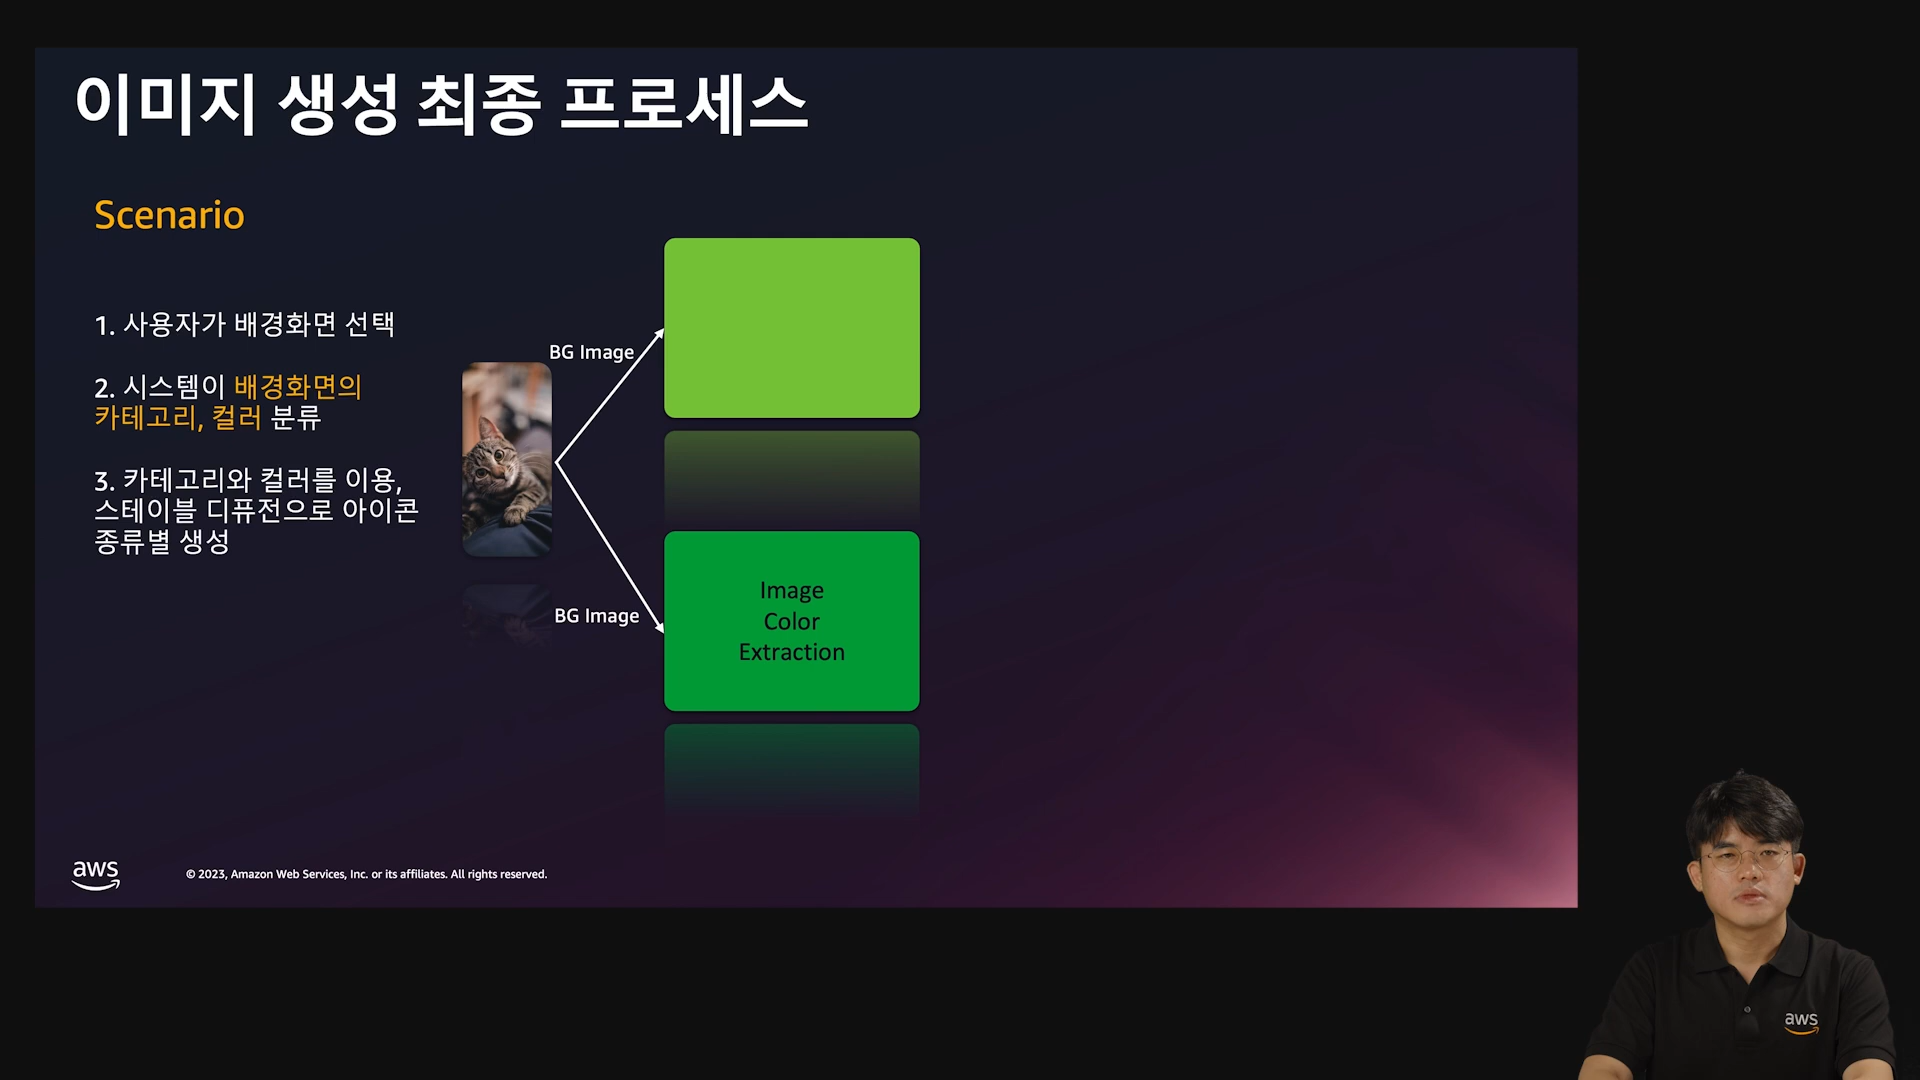 이미지 생성 최종 프로세스
Scenario
1. 사용자가 배경화면 선택
2. 시스템이 배경화면의
카테고리, 컬러 분류
3. 카테고리와 컬러를 이용,
스테이블 디퓨전으로 아이콘
종류별 생성
BG Image
BG Image
Image
Color
Extraction
aws
© 2023, Amazon Web Services, Inc. or its affiliates. All rights reserved.
aws